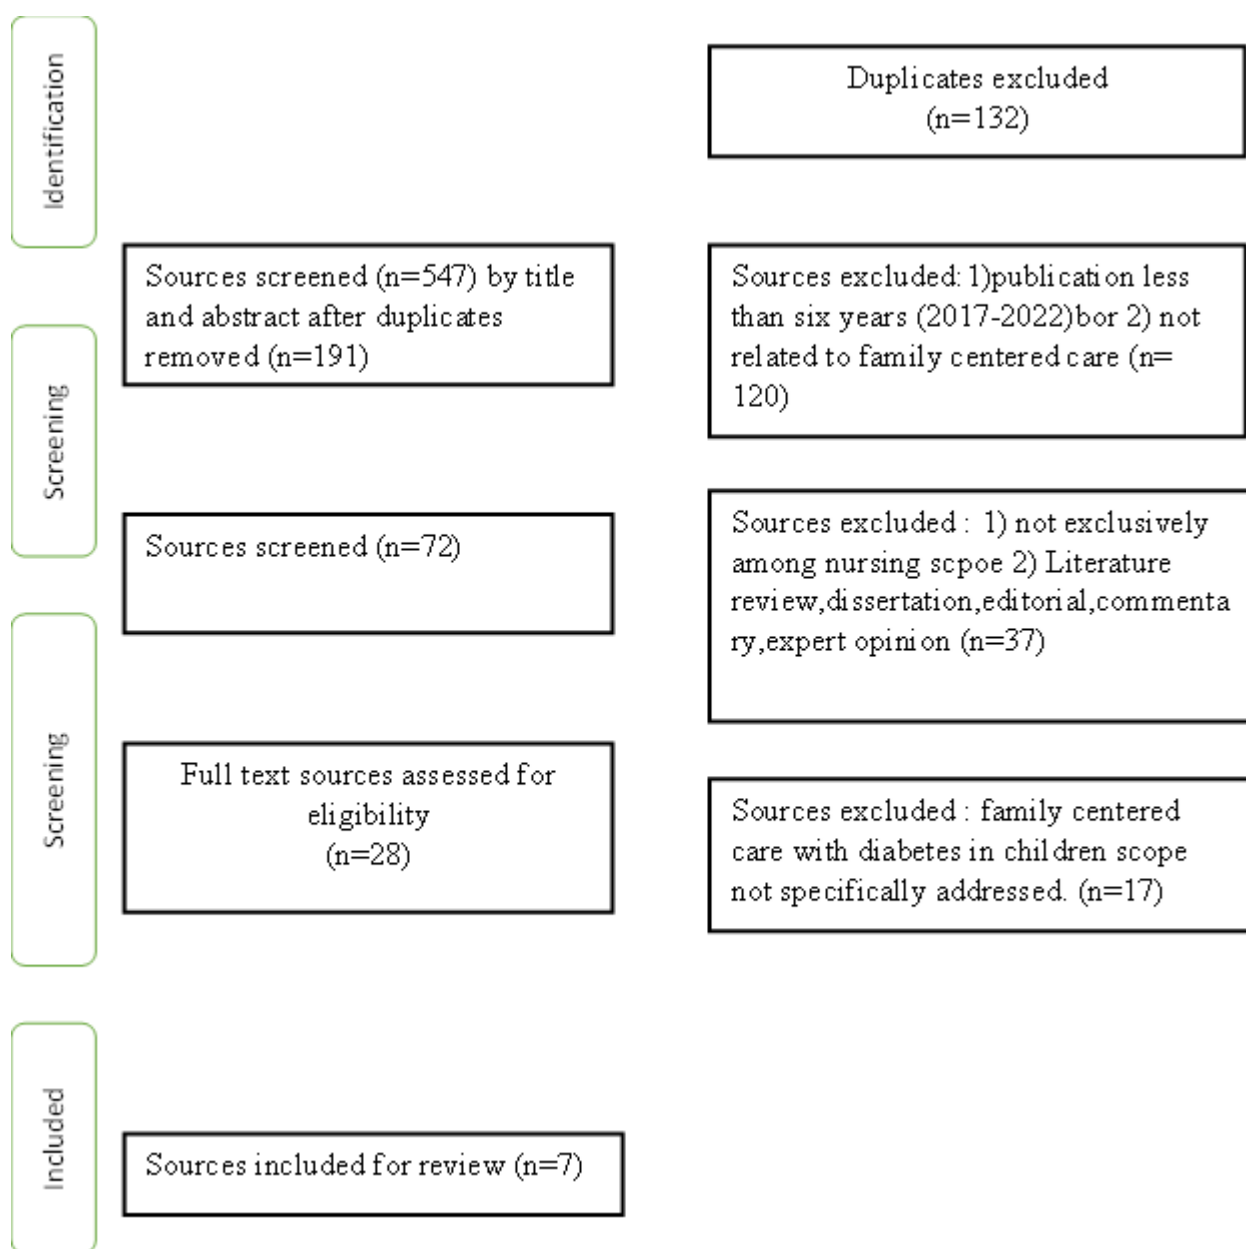 Identification
Duplicates excluded
(n=132)
Sources screened (n=547) by title
and abstract after duplicates
removed (n=191)
Sources excluded: 1)publication less
than six years (2017-2022)bor 2) not
related to family centered care (n=
120)
Screening
Sources screened (n=72)
Sources excluded : 1) not exclusively
among nursing scpoe 2) Literature
review,dissertation,editorial,commenta
ry,expert opinion (n=37)
Screening
Full text sources assessed for
eligibility
(n=28)
Sources excluded : family centered
care with diabetes in children scope
not specifically addressed. (n=17)
Included
Sources included for review (n=7)